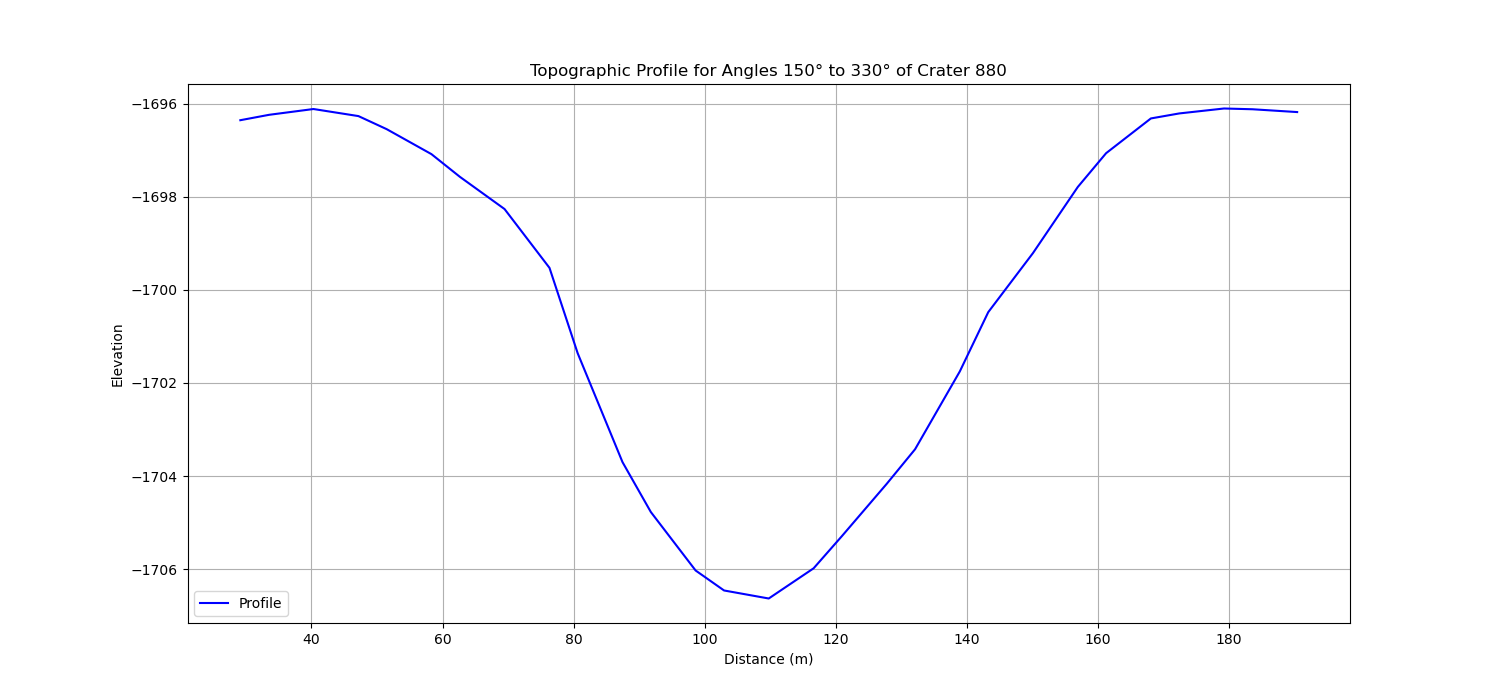 Topographic Profile for Angles 150° to 330° of Crater 880
−1696
−1698
−1700
−1702
−1704
−1706
Elevation
Profile
40 60 80 100 120 140 160 180
Distance (m)